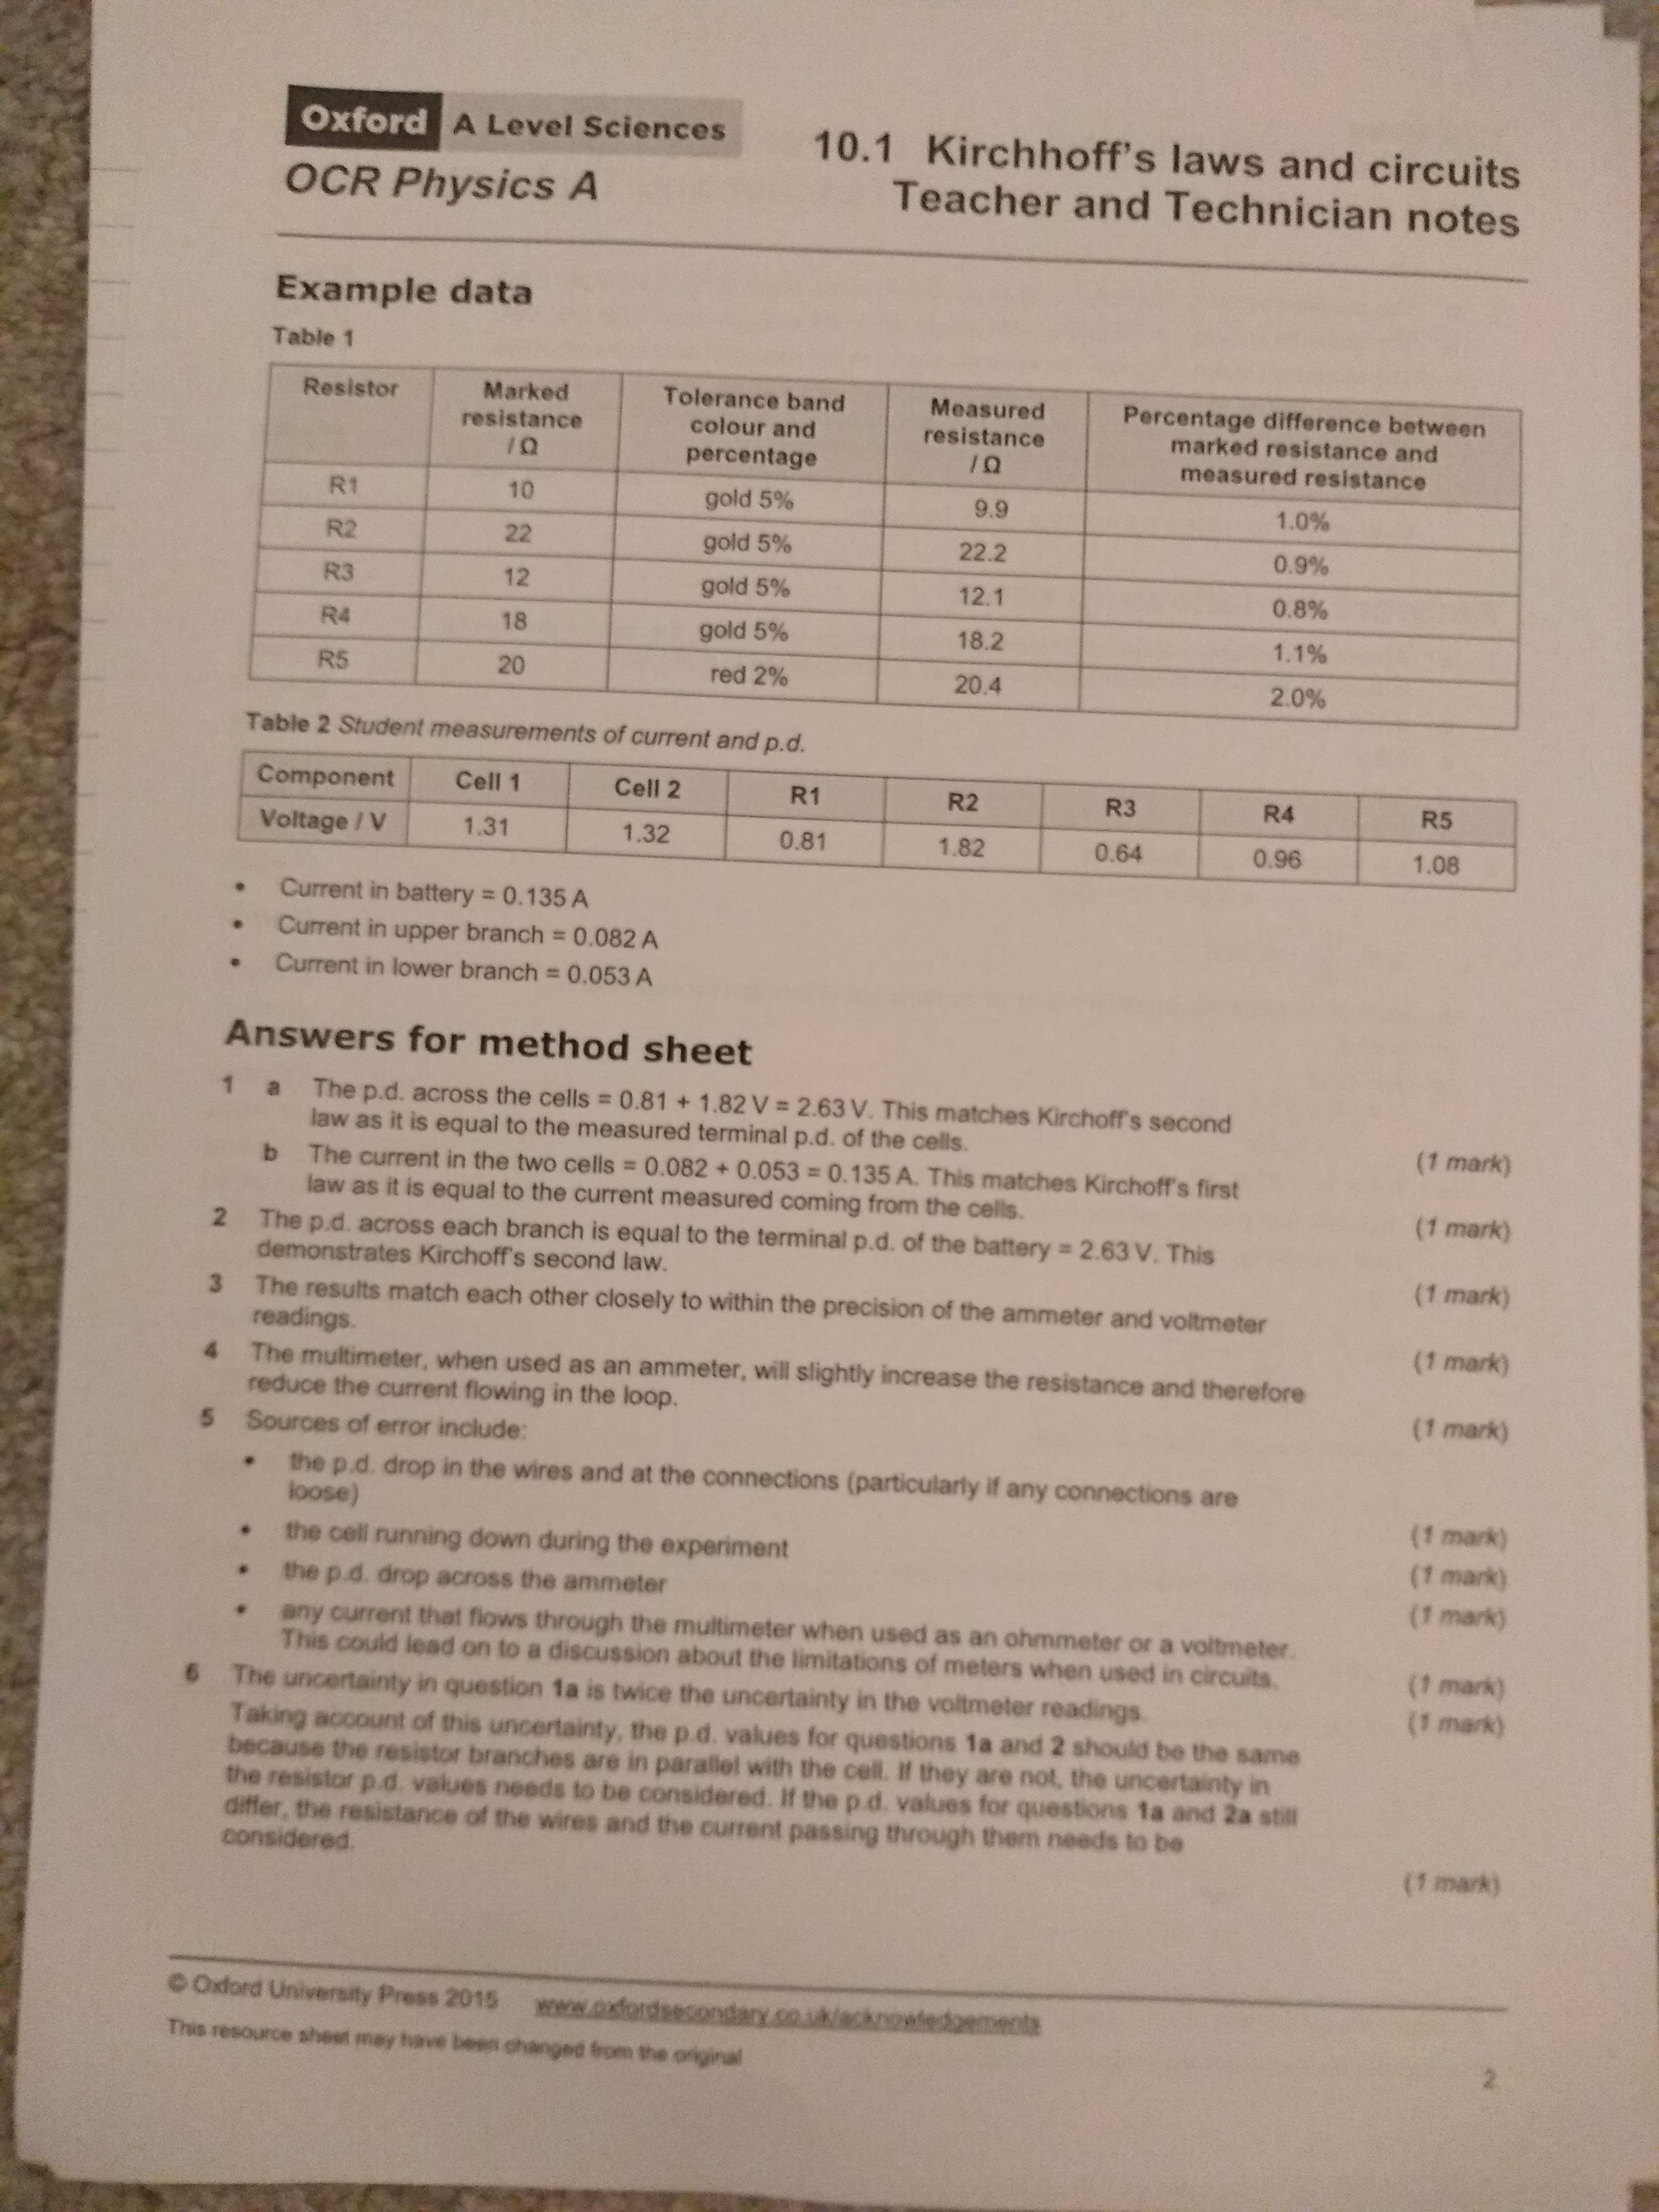 Oxford A Level Sciences
OCR Physics A
10.1 Kirchhoff's laws and circuits
Teacher and Technician notes
Example data
Table 1
Resistor Marked resistance / Ω Tolerance band colour and percentage Measured resistance / Ω Percentage difference between marked resistance and measured resistance
R1 10 gold 5% 9.9 1.0%
R2 22 gold 5% 22.2 0.9%
R3 12 gold 5% 12.1 0.8%
R4 18 gold 5% 18.2 1.1%
R5 20 red 2% 20.4 2.0%
Table 2 Student measurements of current and p.d.
Component Cell 1 Cell 2 R1 R2 R3 R4 R5
Voltage / V 1.31 1.32 0.81 1.82 0.64 0.96 1.08
• Current in battery = 0.135 A
• Current in upper branch = 0.082 A
• Current in lower branch = 0.053 A
Answers for method sheet
1 a The p.d. across the cells = 0.81 + 1.82 V = 2.63 V. This matches Kirchoff's second
law as it is equal to the measured terminal p.d. of the cells. (1 mark)
b The current in the two cells = 0.082 + 0.053 = 0.135 A. This matches Kirchoff's first
law as it is equal to the current measured coming from the cells. (1 mark)
2 The p.d. across each branch is equal to the terminal p.d. of the battery = 2.63 V. This
demonstrates Kirchoff's second law. (1 mark)
3 The results match each other closely to within the precision of the ammeter and voltmeter
readings. (1 mark)
4 The multimeter, when used as an ammeter, will slightly increase the resistance and therefore
reduce the current flowing in the loop. (1 mark)
5 Sources of error include:
• the p.d. drop in the wires and at the connections (particularly if any connections are
loose) (1 mark)
• the cell running down during the experiment (1 mark)
• the p.d. drop across the ammeter (1 mark)
• any current that flows through the multimeter when used as an ohmmeter or a voltmeter.
This could lead on to a discussion about the limitations of meters when used in circuits. (1 mark)
6 The uncertainty in question 1a is twice the uncertainty in the voltmeter readings. (1 mark)
Taking account of this uncertainty, the p.d. values for questions 1a and 2 should be the same
because the resistor branches are in parallel with the cell. If they are not, the uncertainty in
the resistor p.d. values needs to be considered. If the p.d. values for questions 1a and 2a still
differ, the resistance of the wires and the current passing through them needs to be
considered. (1 mark)
© Oxford University Press 2015 www.oxfordsecondary.co.uk/acknowledgements
This resource sheet may have been changed from the original
2